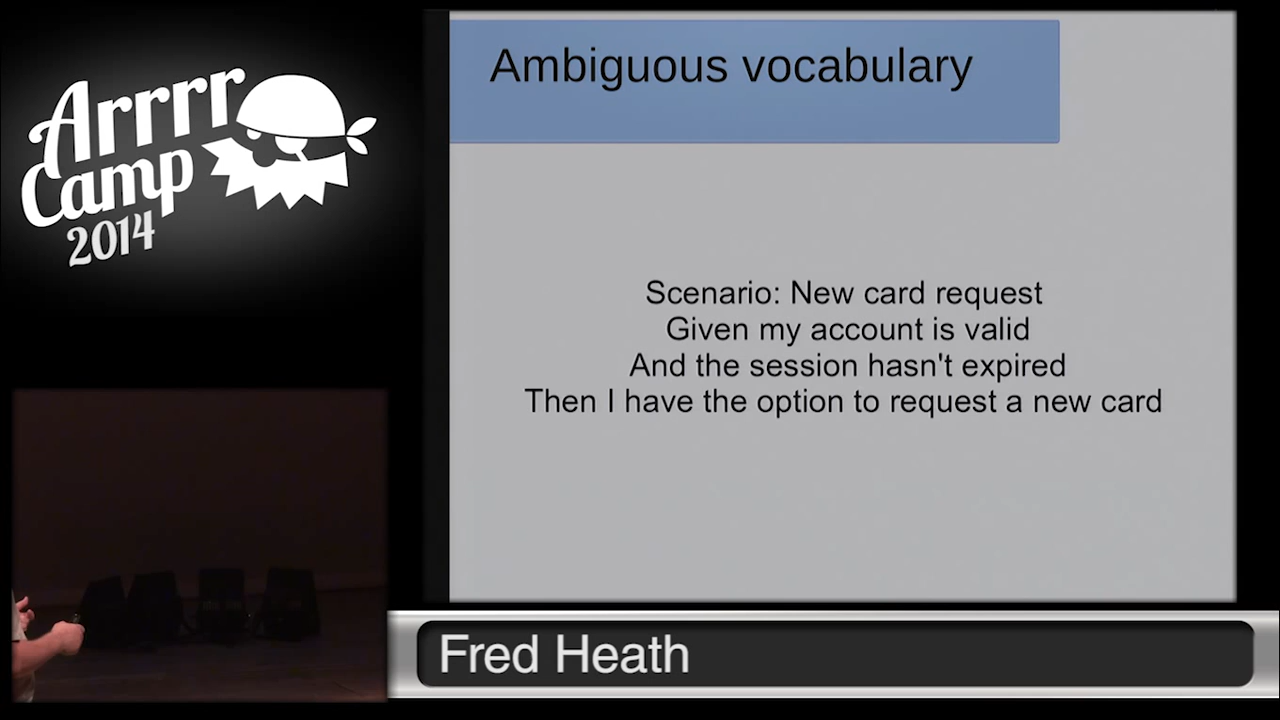 Arrrr
Camp
2014
Ambiguous vocabulary
Scenario: New card request
Given my account is valid
And the session hasn't expired
Then I have the option to request a new card
Fred Heath